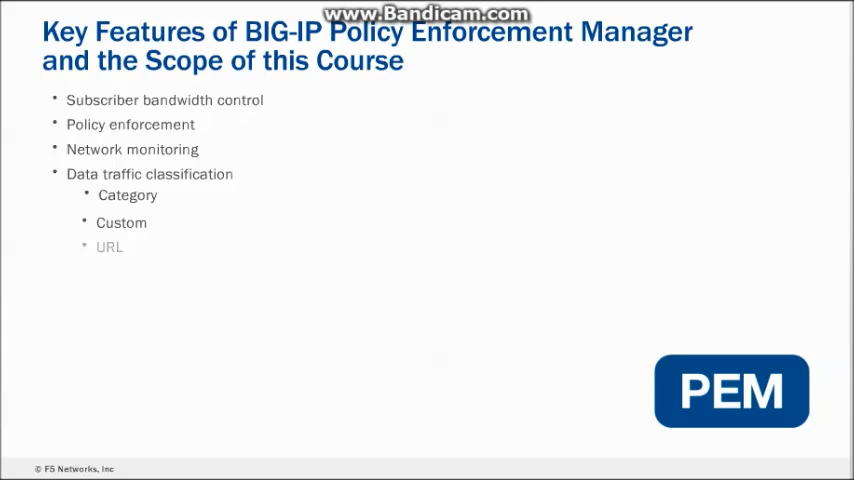 www.Bandicam.com
Key Features of BIG-IP Policy Enforcement Manager
and the Scope of this Course
• Subscriber bandwidth control
• Policy enforcement
• Network monitoring
• Data traffic classification
• Category
• Custom
• URL
PEM
© F5 Networks, Inc